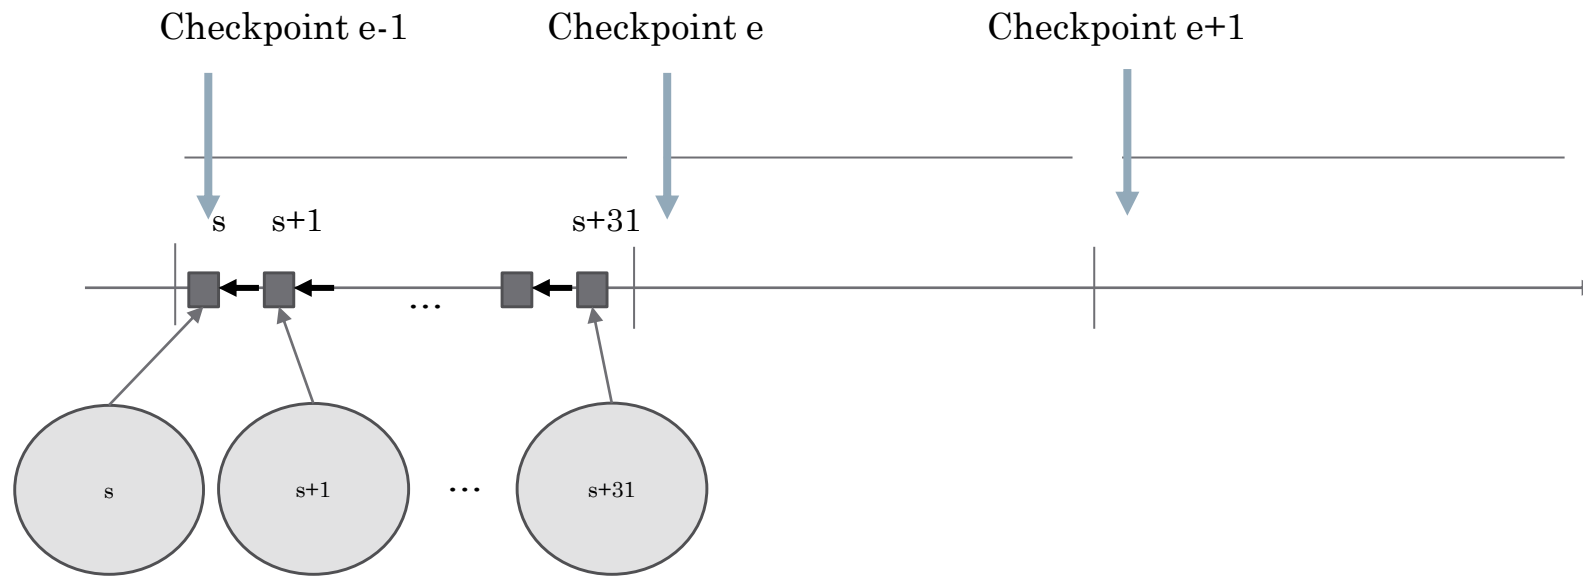 Checkpoint e-1
Checkpoint e
Checkpoint e+1
s
s+1
s+31
...
s
s+1
...
s+31